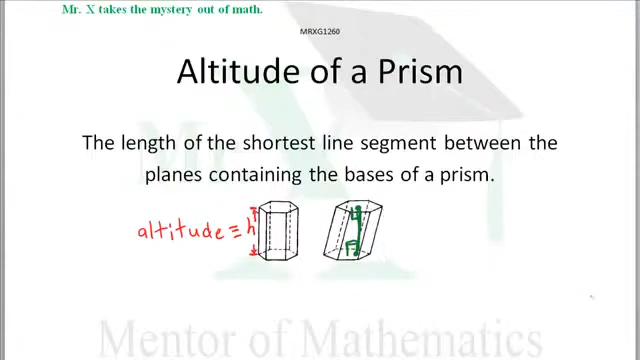 Mr. X takes the mystery out of math.
MRXG1260
Altitude of a Prism
The length of the shortest line segment between the
planes containing the bases of a prism.
altitude ≡ h
Mr X
Mentor of Mathematics